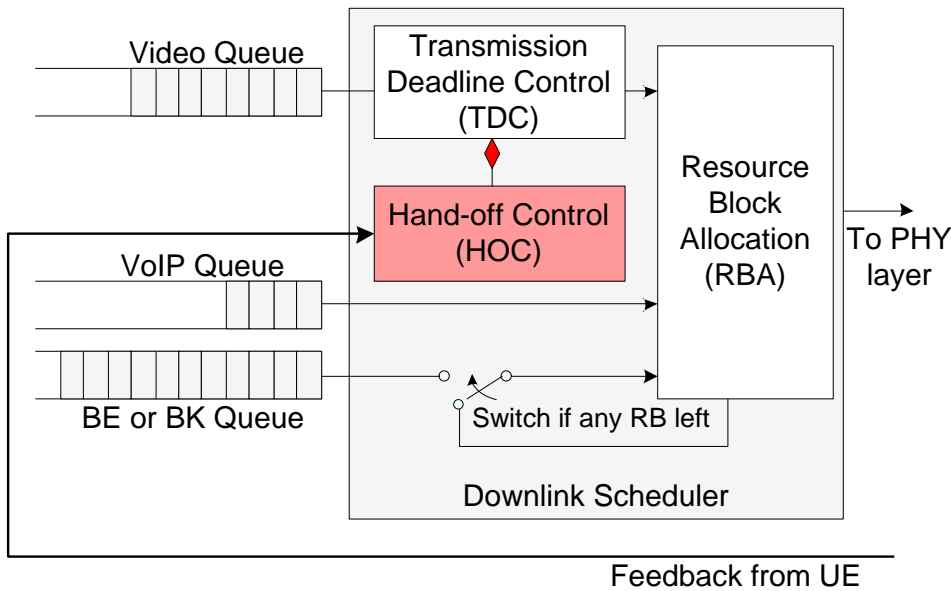 Video Queue
Transmission
Deadline Control
(TDC)
Resource
Block
Allocation
(RBA)
Hand-off Control
(HOC)
To PHY
layer
VoIP Queue
BE or BK Queue
Switch if any RB left
Downlink Scheduler
Feedback from UE